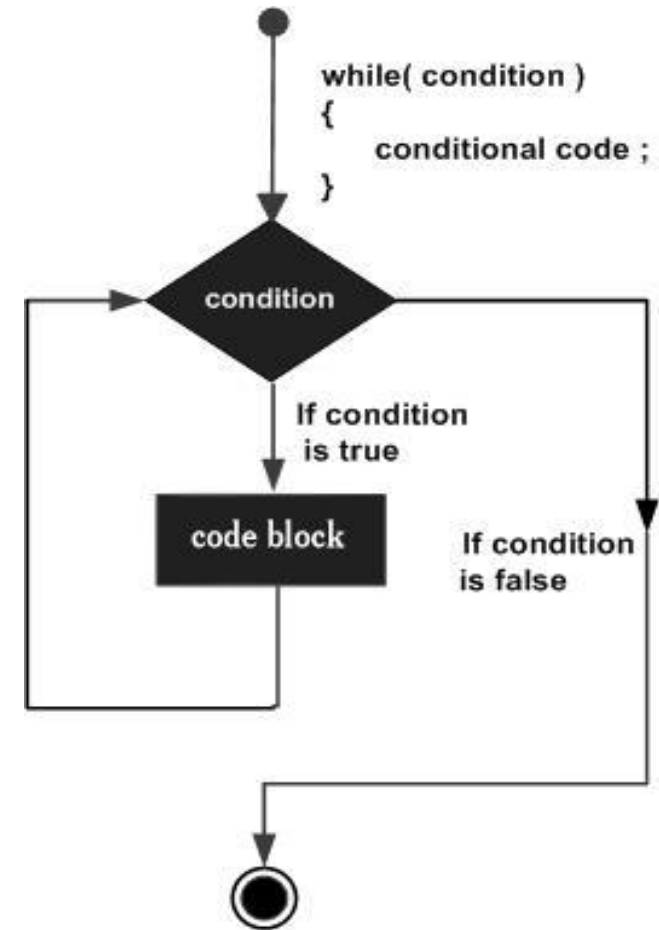 while( condition )
{
conditional code ;
}
condition
If condition
is true
code block
If condition
is false